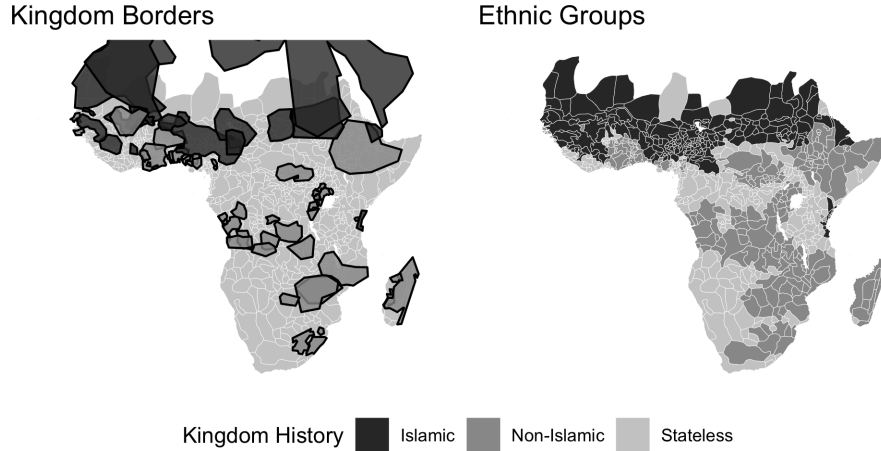 Kingdom Borders
Ethnic Groups
Kingdom History Islamic Non-Islamic Stateless